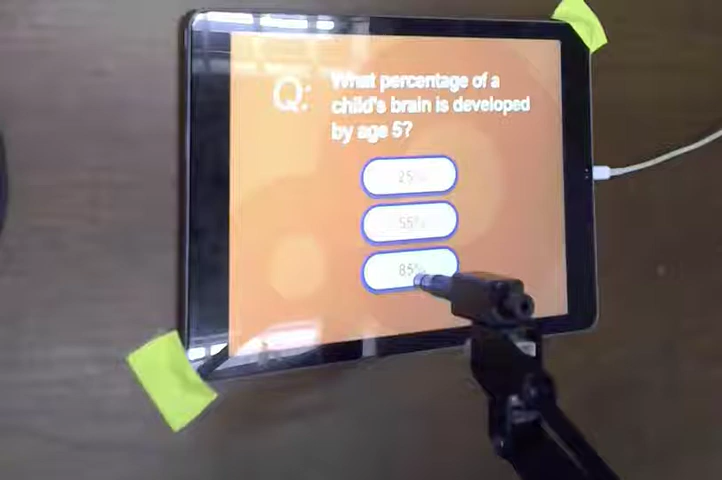 Q:
What percentage of a
child's brain is developed
by age 5?
25%
55%
85%